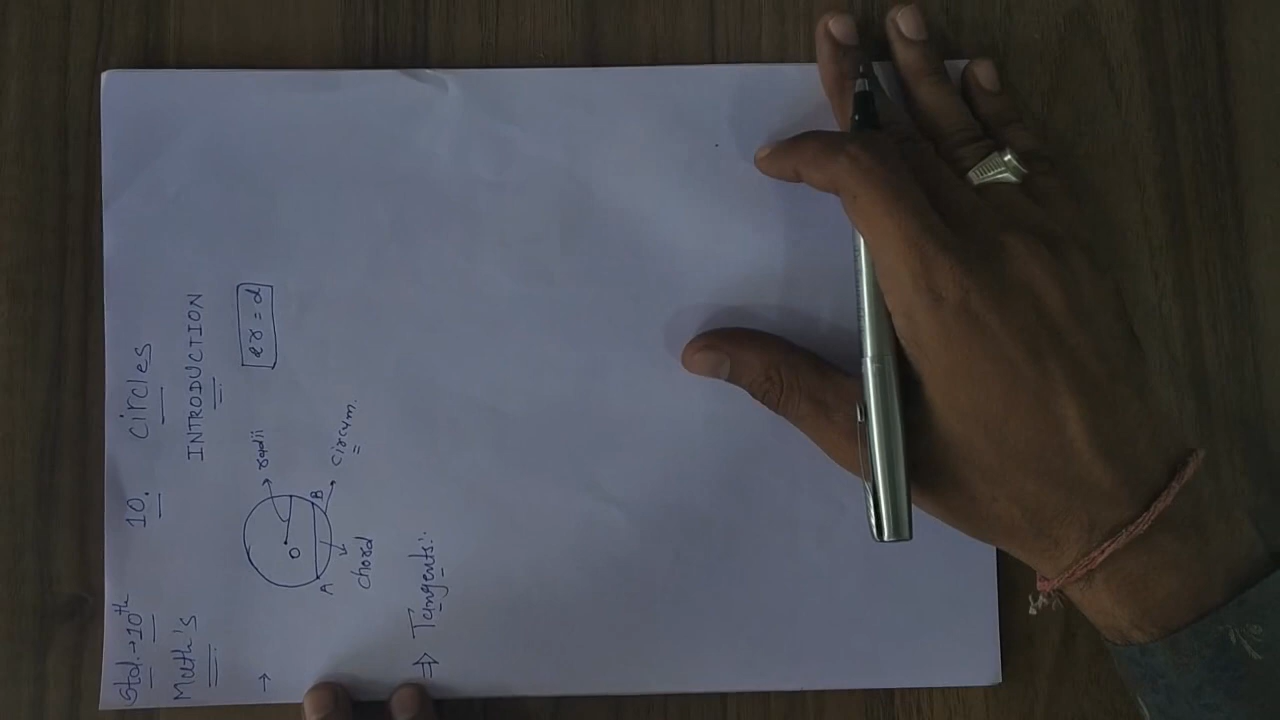 Std.→10th 10. Circles
Math's INTRODUCTION
→ radii 2r = d
O
A B
chord circum.
⇒ Tangents:-